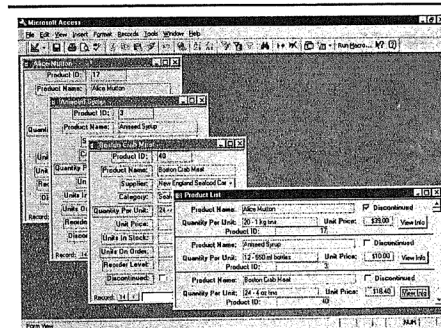 Microsoft Access
File Edit View Insert Format Records Tools Window Help
Run Macro...
Alice Mutton
Product ID: 17
Product Name: Alice Mutton
Aniseed Syrup
Product ID: 3
Product Name: Aniseed Syrup
Boston Crab Meat
Product ID: 40
Product Name: Boston Crab Meat
Supplier: New England Seafood Can
Category:
Quantity Per Unit:
Unit Price:
Units In Stock:
Units On Order:
Reorder Level:
Discontinued:
Record:
Product List
Product Name: Alice Mutton Discontinued
Quantity Per Unit: 20 - 1 kg tins Unit Price: $39.00 View Info
Product ID: 17
Product Name: Aniseed Syrup Discontinued
Quantity Per Unit: 12 - 550 ml bottles Unit Price: $10.00 View Info
Product ID: 3
Product Name: Boston Crab Meat Discontinued
Quantity Per Unit: 24 - 4 oz tins Unit Price: $18.40 View Info
Product ID: 40
Form View
NUM